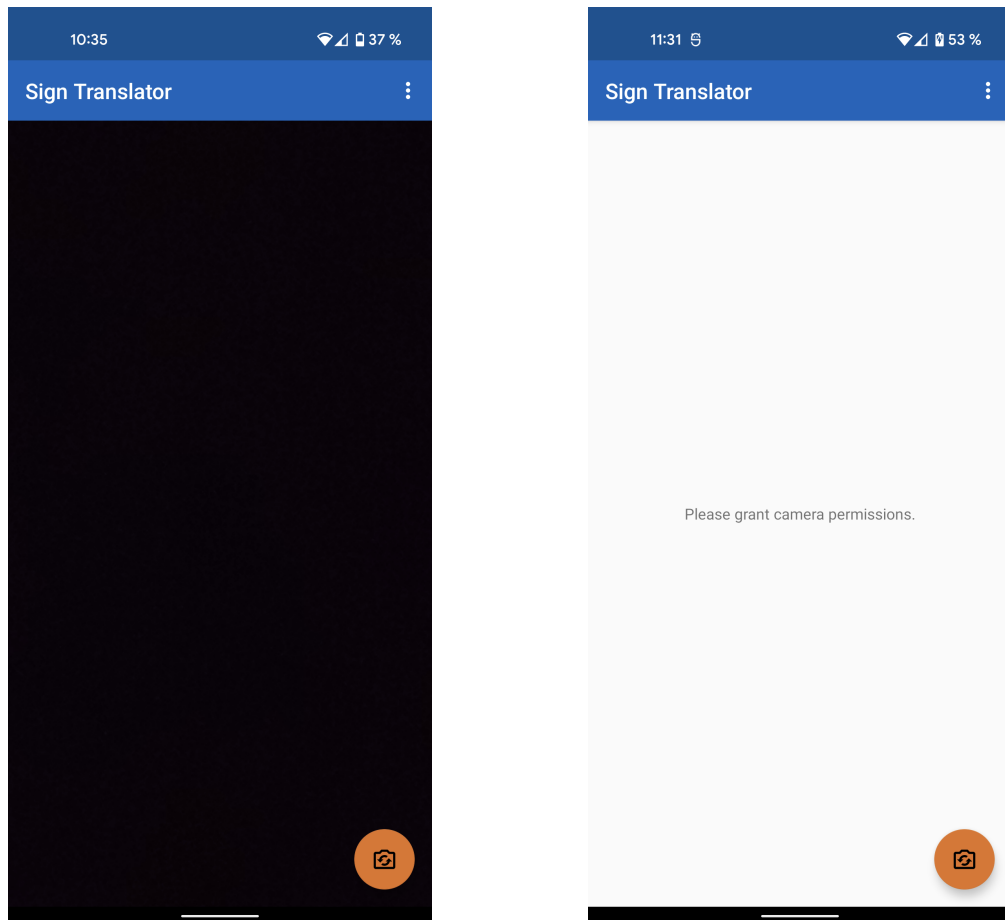 10:35
37 %
Sign Translator
11:31
53 %
Sign Translator
Please grant camera permissions.